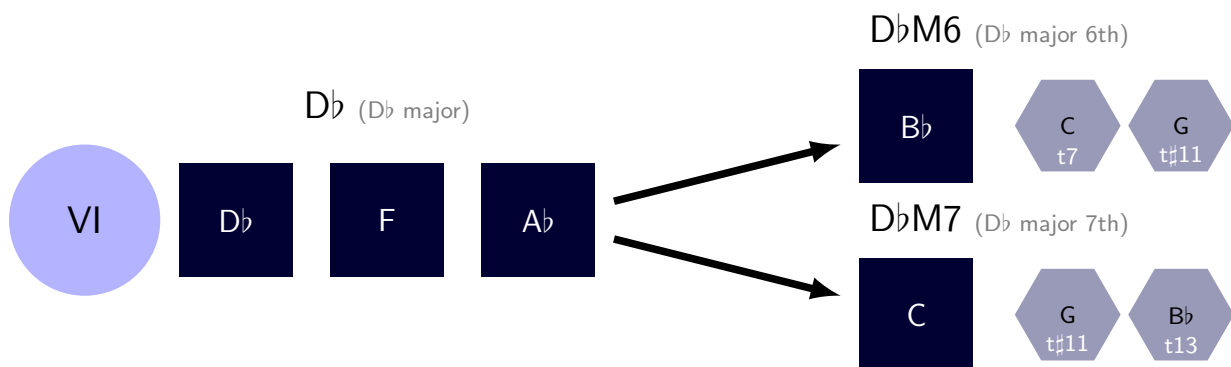 D♭M6 (D♭ major 6th)
D♭ (D♭ major)
B♭
C
t7
G
t♯11
VI
D♭
F
A♭
D♭M7 (D♭ major 7th)
C
G
t♯11
B♭
t13